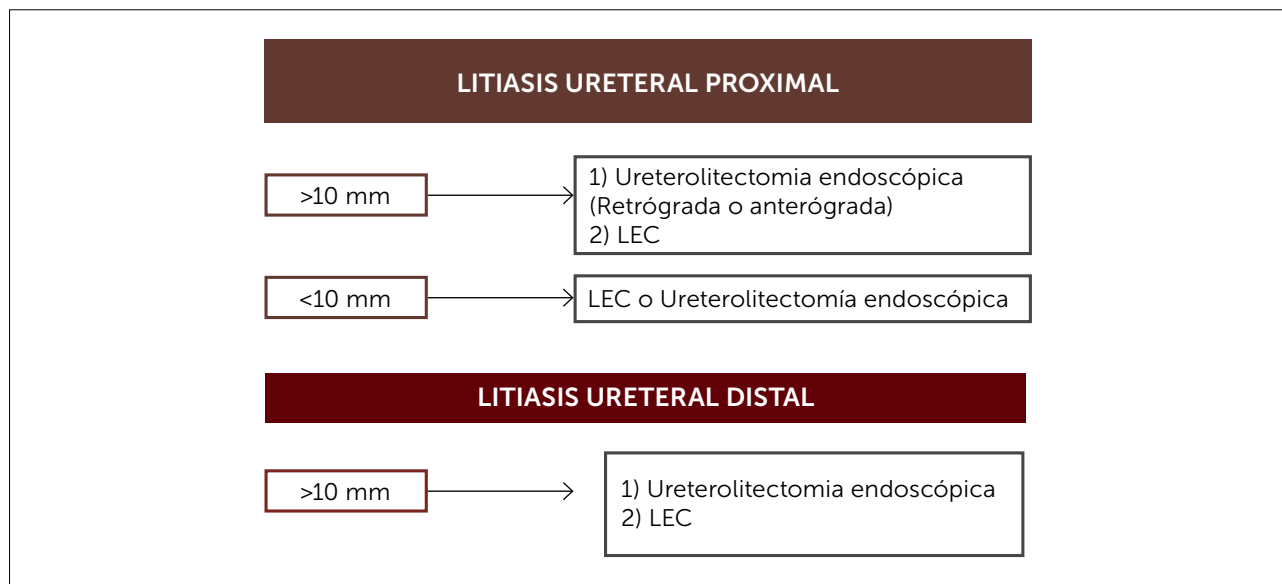 LITIASIS URETERAL PROXIMAL
>10 mm
1) Ureterolitectomia endoscópica
(Retrógrada o anterógrada)
2) LEC
<10 mm
LEC o Ureterolitectomía endoscópica
LITIASIS URETERAL DISTAL
>10 mm
1) Ureterolitectomia endoscópica
2) LEC